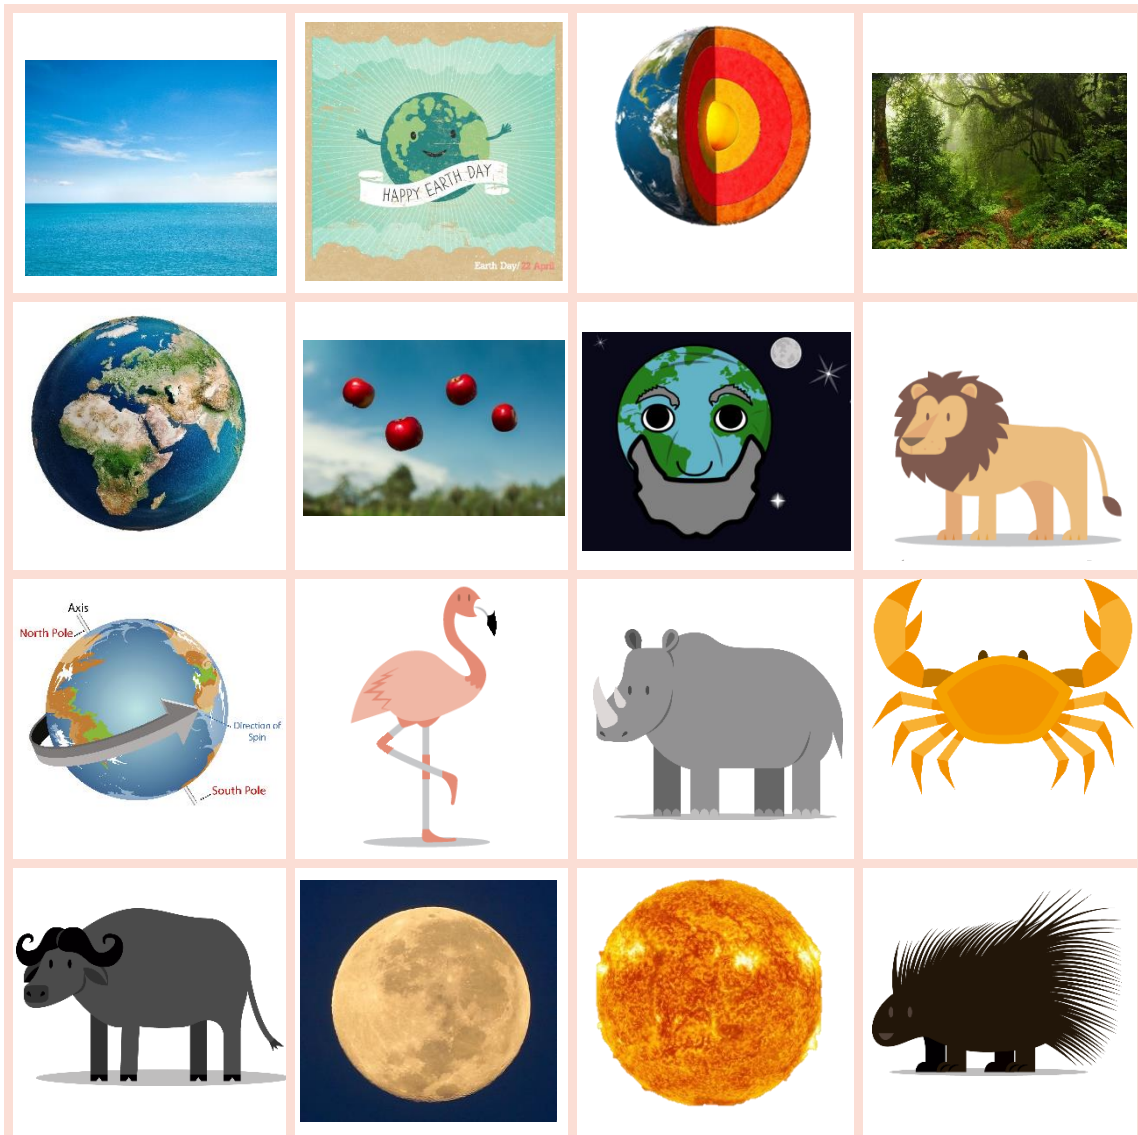 HAPPY EARTH DAY
Earth Day/22 April
Axis
North Pole
Direction of
Spin
South Pole